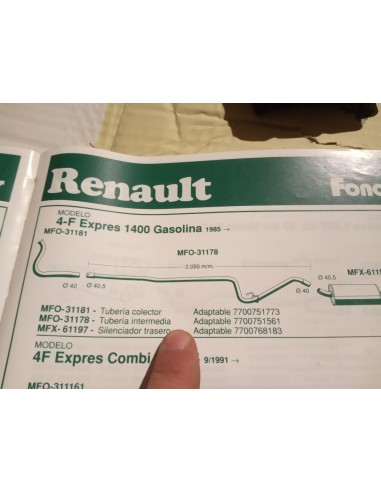 Renault
Fono
MODELO
4-F Expres 1400 Gasolina 1985 →
MFO-31181
MFO-31178
2.050 m/m.
Ø 40
Ø 40,5
Ø 40
Ø 40,5
MFX-611
MFO-31181 - Tubería colector Adaptable 7700751773
MFO-31178 - Tubería intermedia Adaptable 7700751561
MFX- 61197 - Silenciador trasero Adaptable 7700768183
MODELO
4F Expres Combi 9/1991 →
MFO-311161